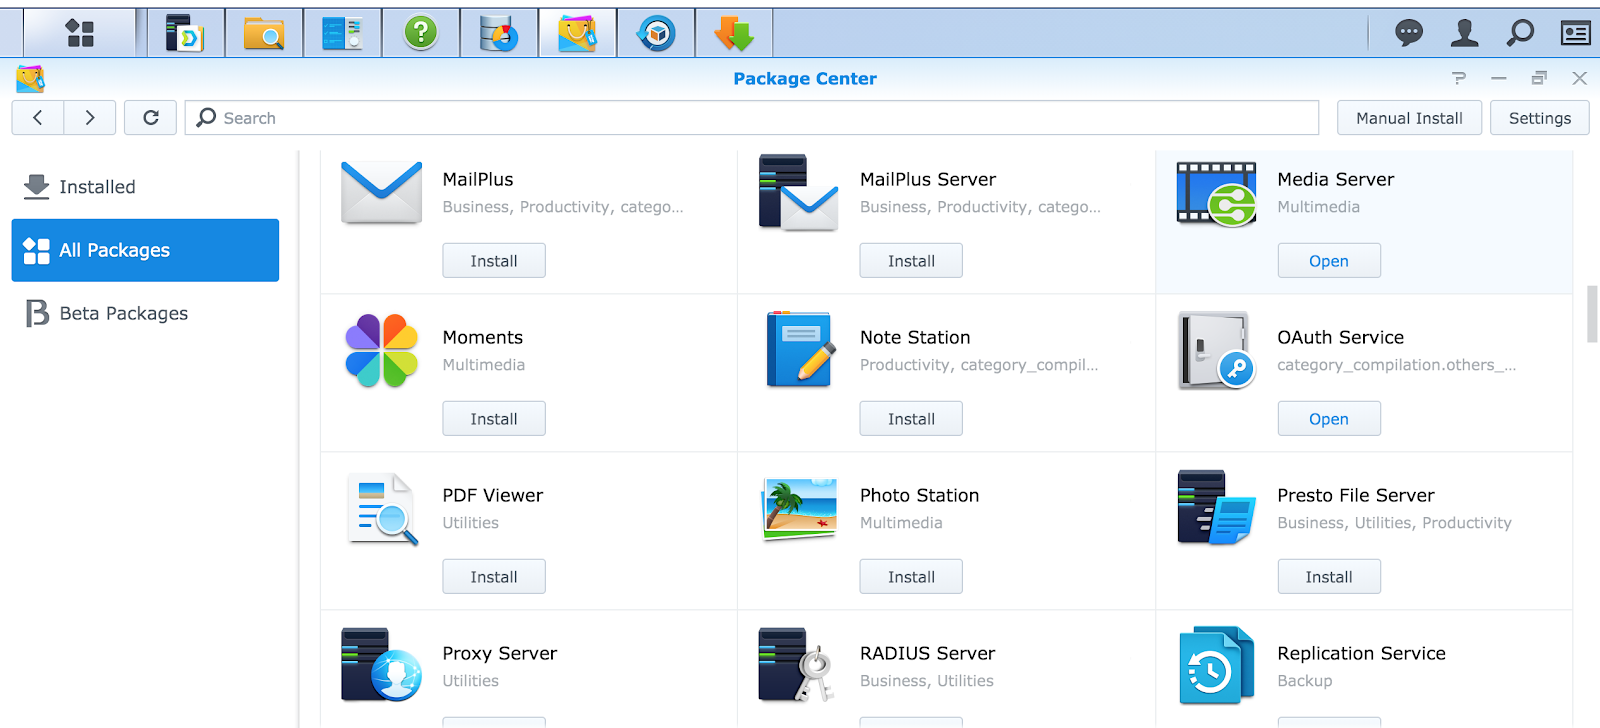 Package Center
Search
Manual Install
Settings
Installed
All Packages
Beta Packages
MailPlus
Business, Productivity, catego...
Install
MailPlus Server
Business, Productivity, catego...
Install
Media Server
Multimedia
Open
Moments
Multimedia
Install
Note Station
Productivity, category_compil...
Install
OAuth Service
category_compilation.others_...
Open
PDF Viewer
Utilities
Install
Photo Station
Multimedia
Install
Presto File Server
Business, Utilities, Productivity
Install
Proxy Server
Utilities
RADIUS Server
Business, Utilities
Replication Service
Backup